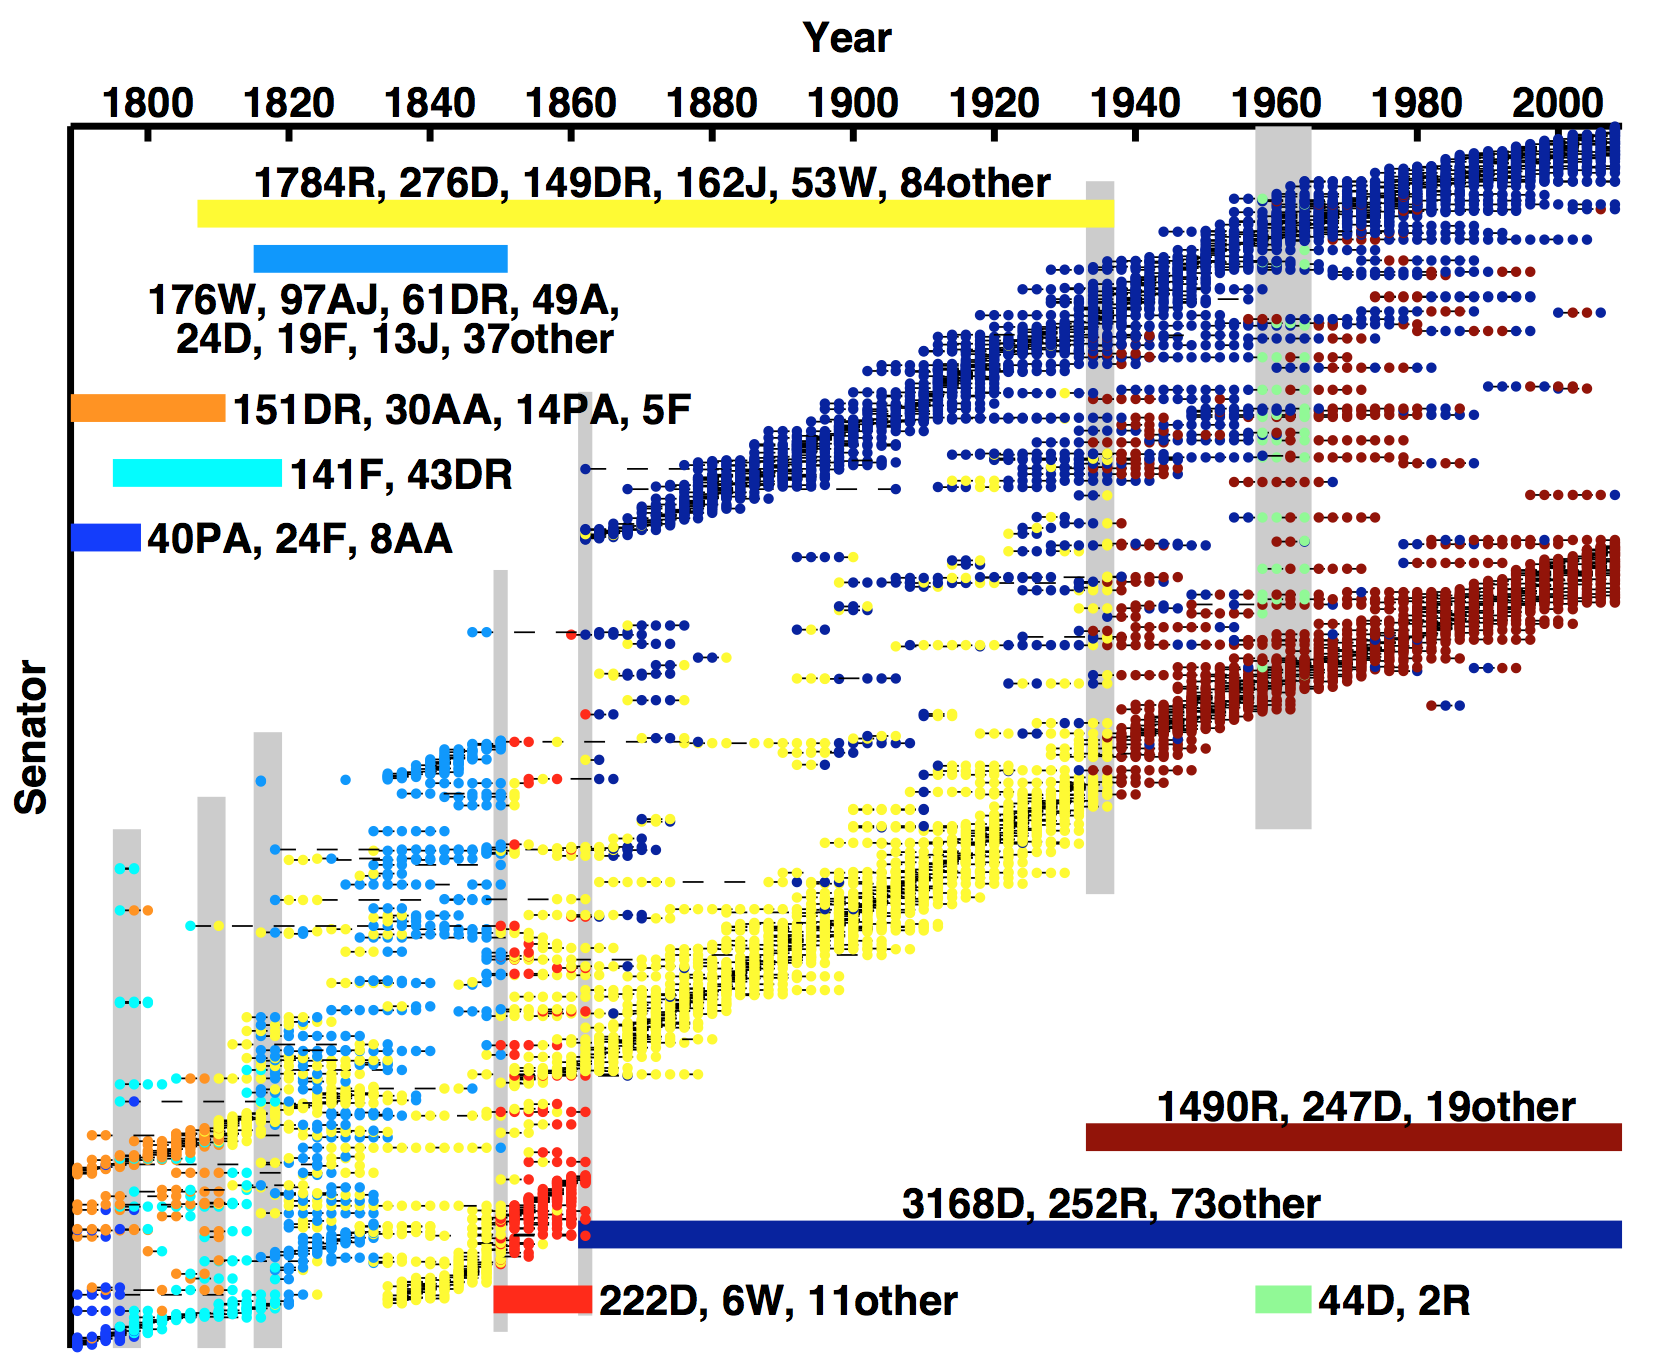 Year
1800 1820 1840 1860 1880 1900 1920 1940 1960 1980 2000
1784R, 276D, 149DR, 162J, 53W, 84other
176W, 97AJ, 61DR, 49A,
24D, 19F, 13J, 37other
151DR, 30AA, 14PA, 5F
141F, 43DR
40PA, 24F, 8AA
Senator
1490R, 247D, 19other
3168D, 252R, 73other
222D, 6W, 11other
44D, 2R